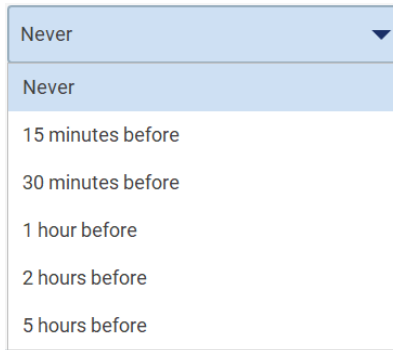 Never
Never
15 minutes before
30 minutes before
1 hour before
2 hours before
5 hours before